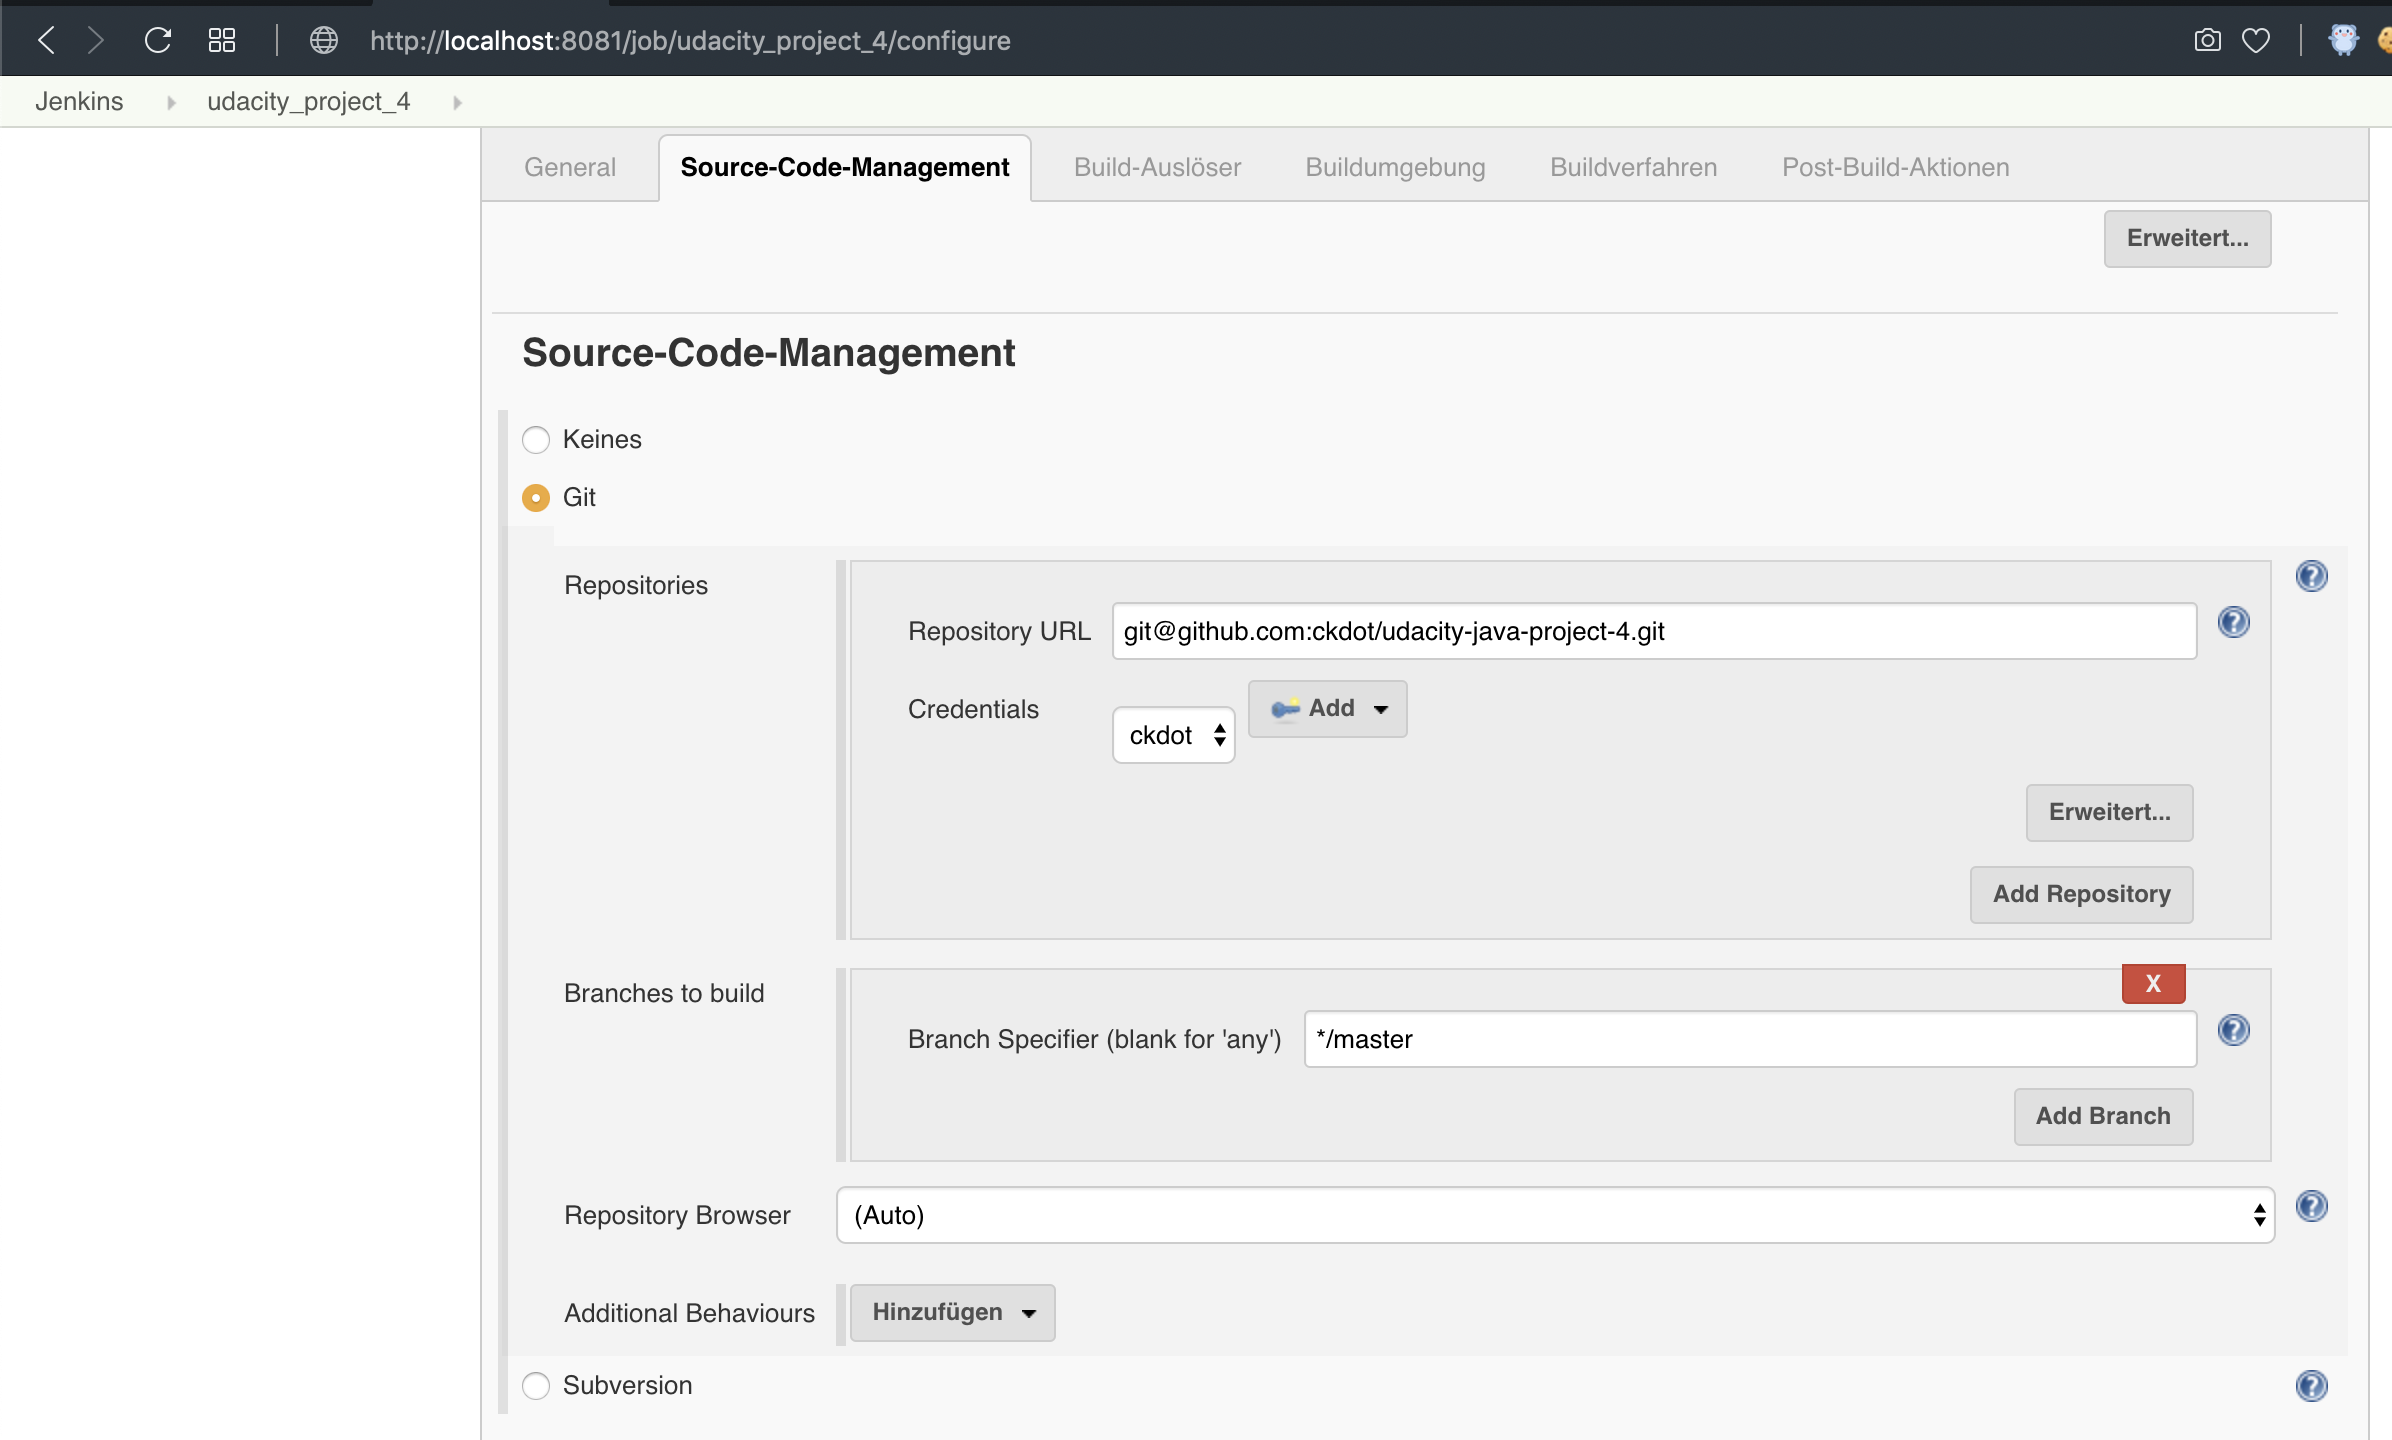 http://localhost:8081/job/udacity_project_4/configure
Jenkins udacity_project_4
General Source-Code-Management Build-Auslöser Buildumgebung Buildverfahren Post-Build-Aktionen
Erweitert...
Source-Code-Management
Keines
Git
Repositories
Repository URL git@github.com:ckdot/udacity-java-project-4.git
Credentials ckdot Add
Erweitert...
Add Repository
Branches to build
X
Branch Specifier (blank for 'any') */master
Add Branch
Repository Browser (Auto)
Additional Behaviours Hinzufügen
Subversion